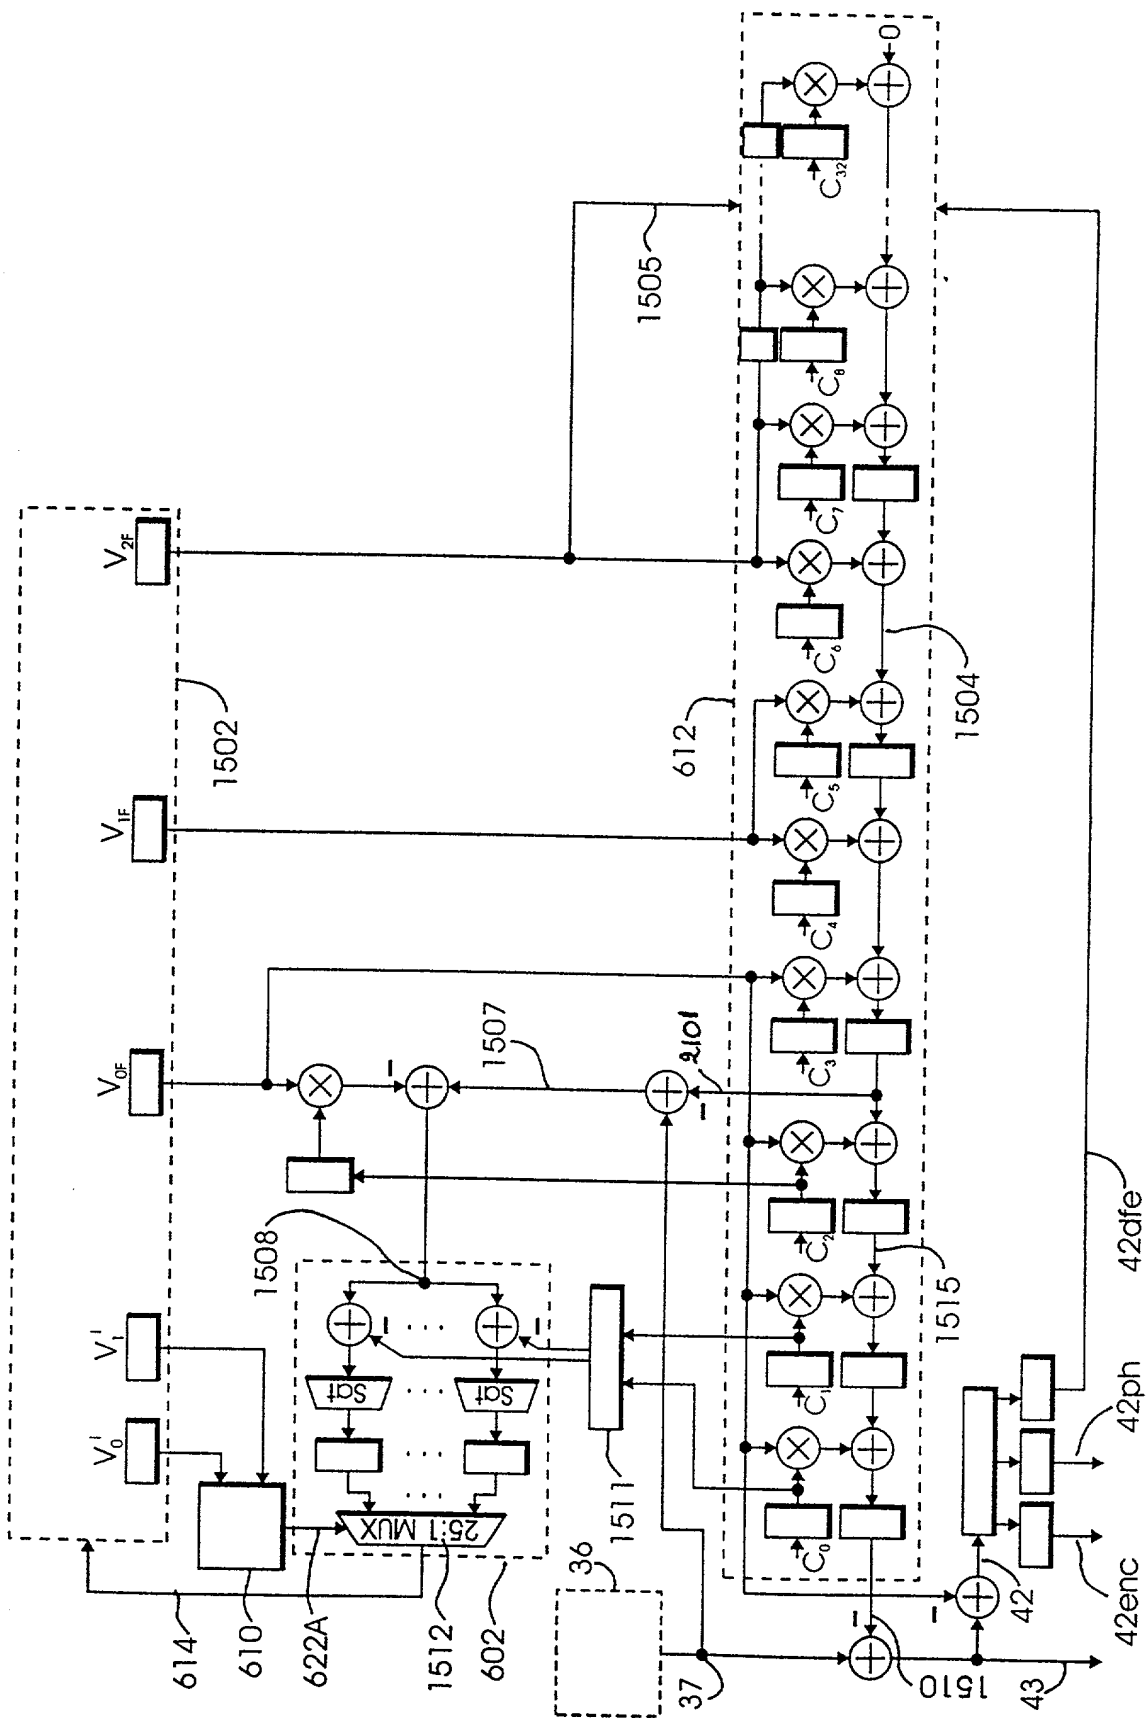 V₂F
V₁F
V₀F
V₁ⁱ
V₀ⁱ
1502
1505
1507
2101
1508
612
1504
1515
1511
Sat
Sat
25:1 MUX
614
610
622A
1512
602
36
37
0
C₃₂
C₈
C₇
C₆
C₅
C₄
C₃
C₂
C₁
C₀
1510
43
42
42enc
42ph
42dfe